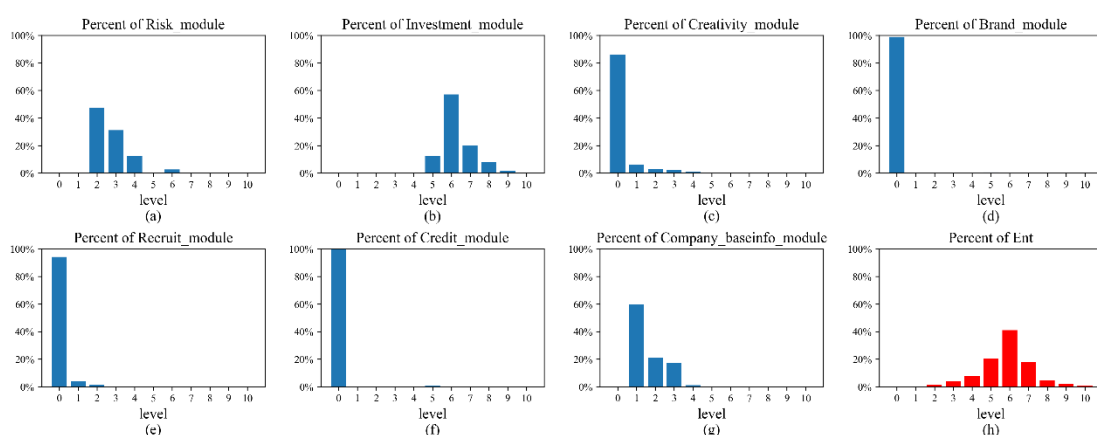 Percent of Risk_module
100%
80%
60%
40%
20%
0%
0 1 2 3 4 5 6 7 8 9 10
level
(a)
Percent of Investment_module
100%
80%
60%
40%
20%
0%
0 1 2 3 4 5 6 7 8 9 10
level
(b)
Percent of Creativity_module
100%
80%
60%
40%
20%
0%
0 1 2 3 4 5 6 7 8 9 10
level
(c)
Percent of Brand_module
100%
80%
60%
40%
20%
0%
0 1 2 3 4 5 6 7 8 9 10
level
(d)
Percent of Recruit_module
100%
80%
60%
40%
20%
0%
0 1 2 3 4 5 6 7 8 9 10
level
(e)
Percent of Credit_module
100%
80%
60%
40%
20%
0%
0 1 2 3 4 5 6 7 8 9 10
level
(f)
Percent of Company_baseinfo_module
100%
80%
60%
40%
20%
0%
0 1 2 3 4 5 6 7 8 9 10
level
(g)
Percent of Ent
100%
80%
60%
40%
20%
0%
0 1 2 3 4 5 6 7 8 9 10
level
(h)